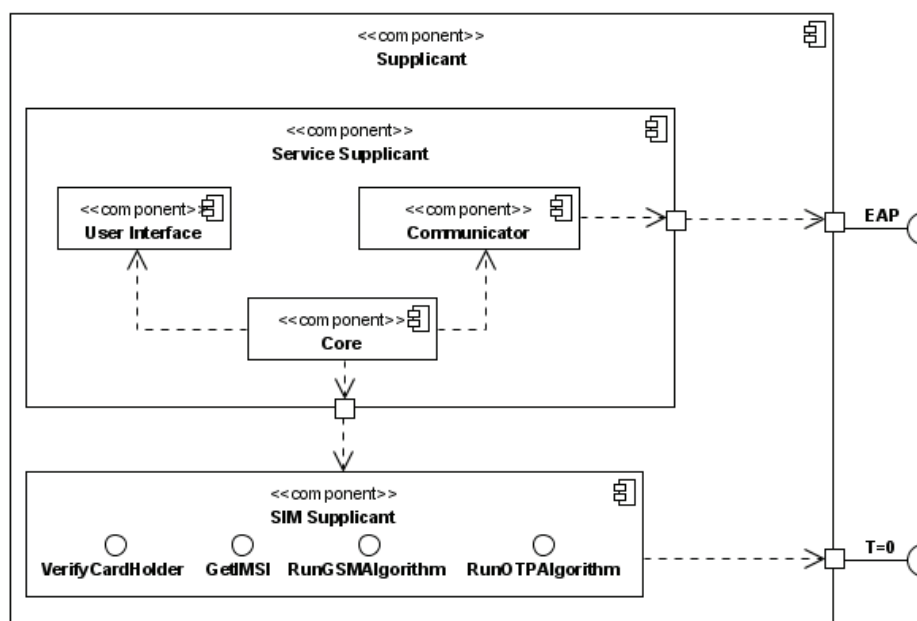 <<component>>
Supplicant
<<component>>
Service Supplicant
<<component>>
User Interface
<<component>>
Communicator
EAP
<<component>>
Core
<<component>>
SIM Supplicant
VerifyCardHolder
GetIMSI
RunGSMAlgorithm
RunOTPAlgorithm
T=0